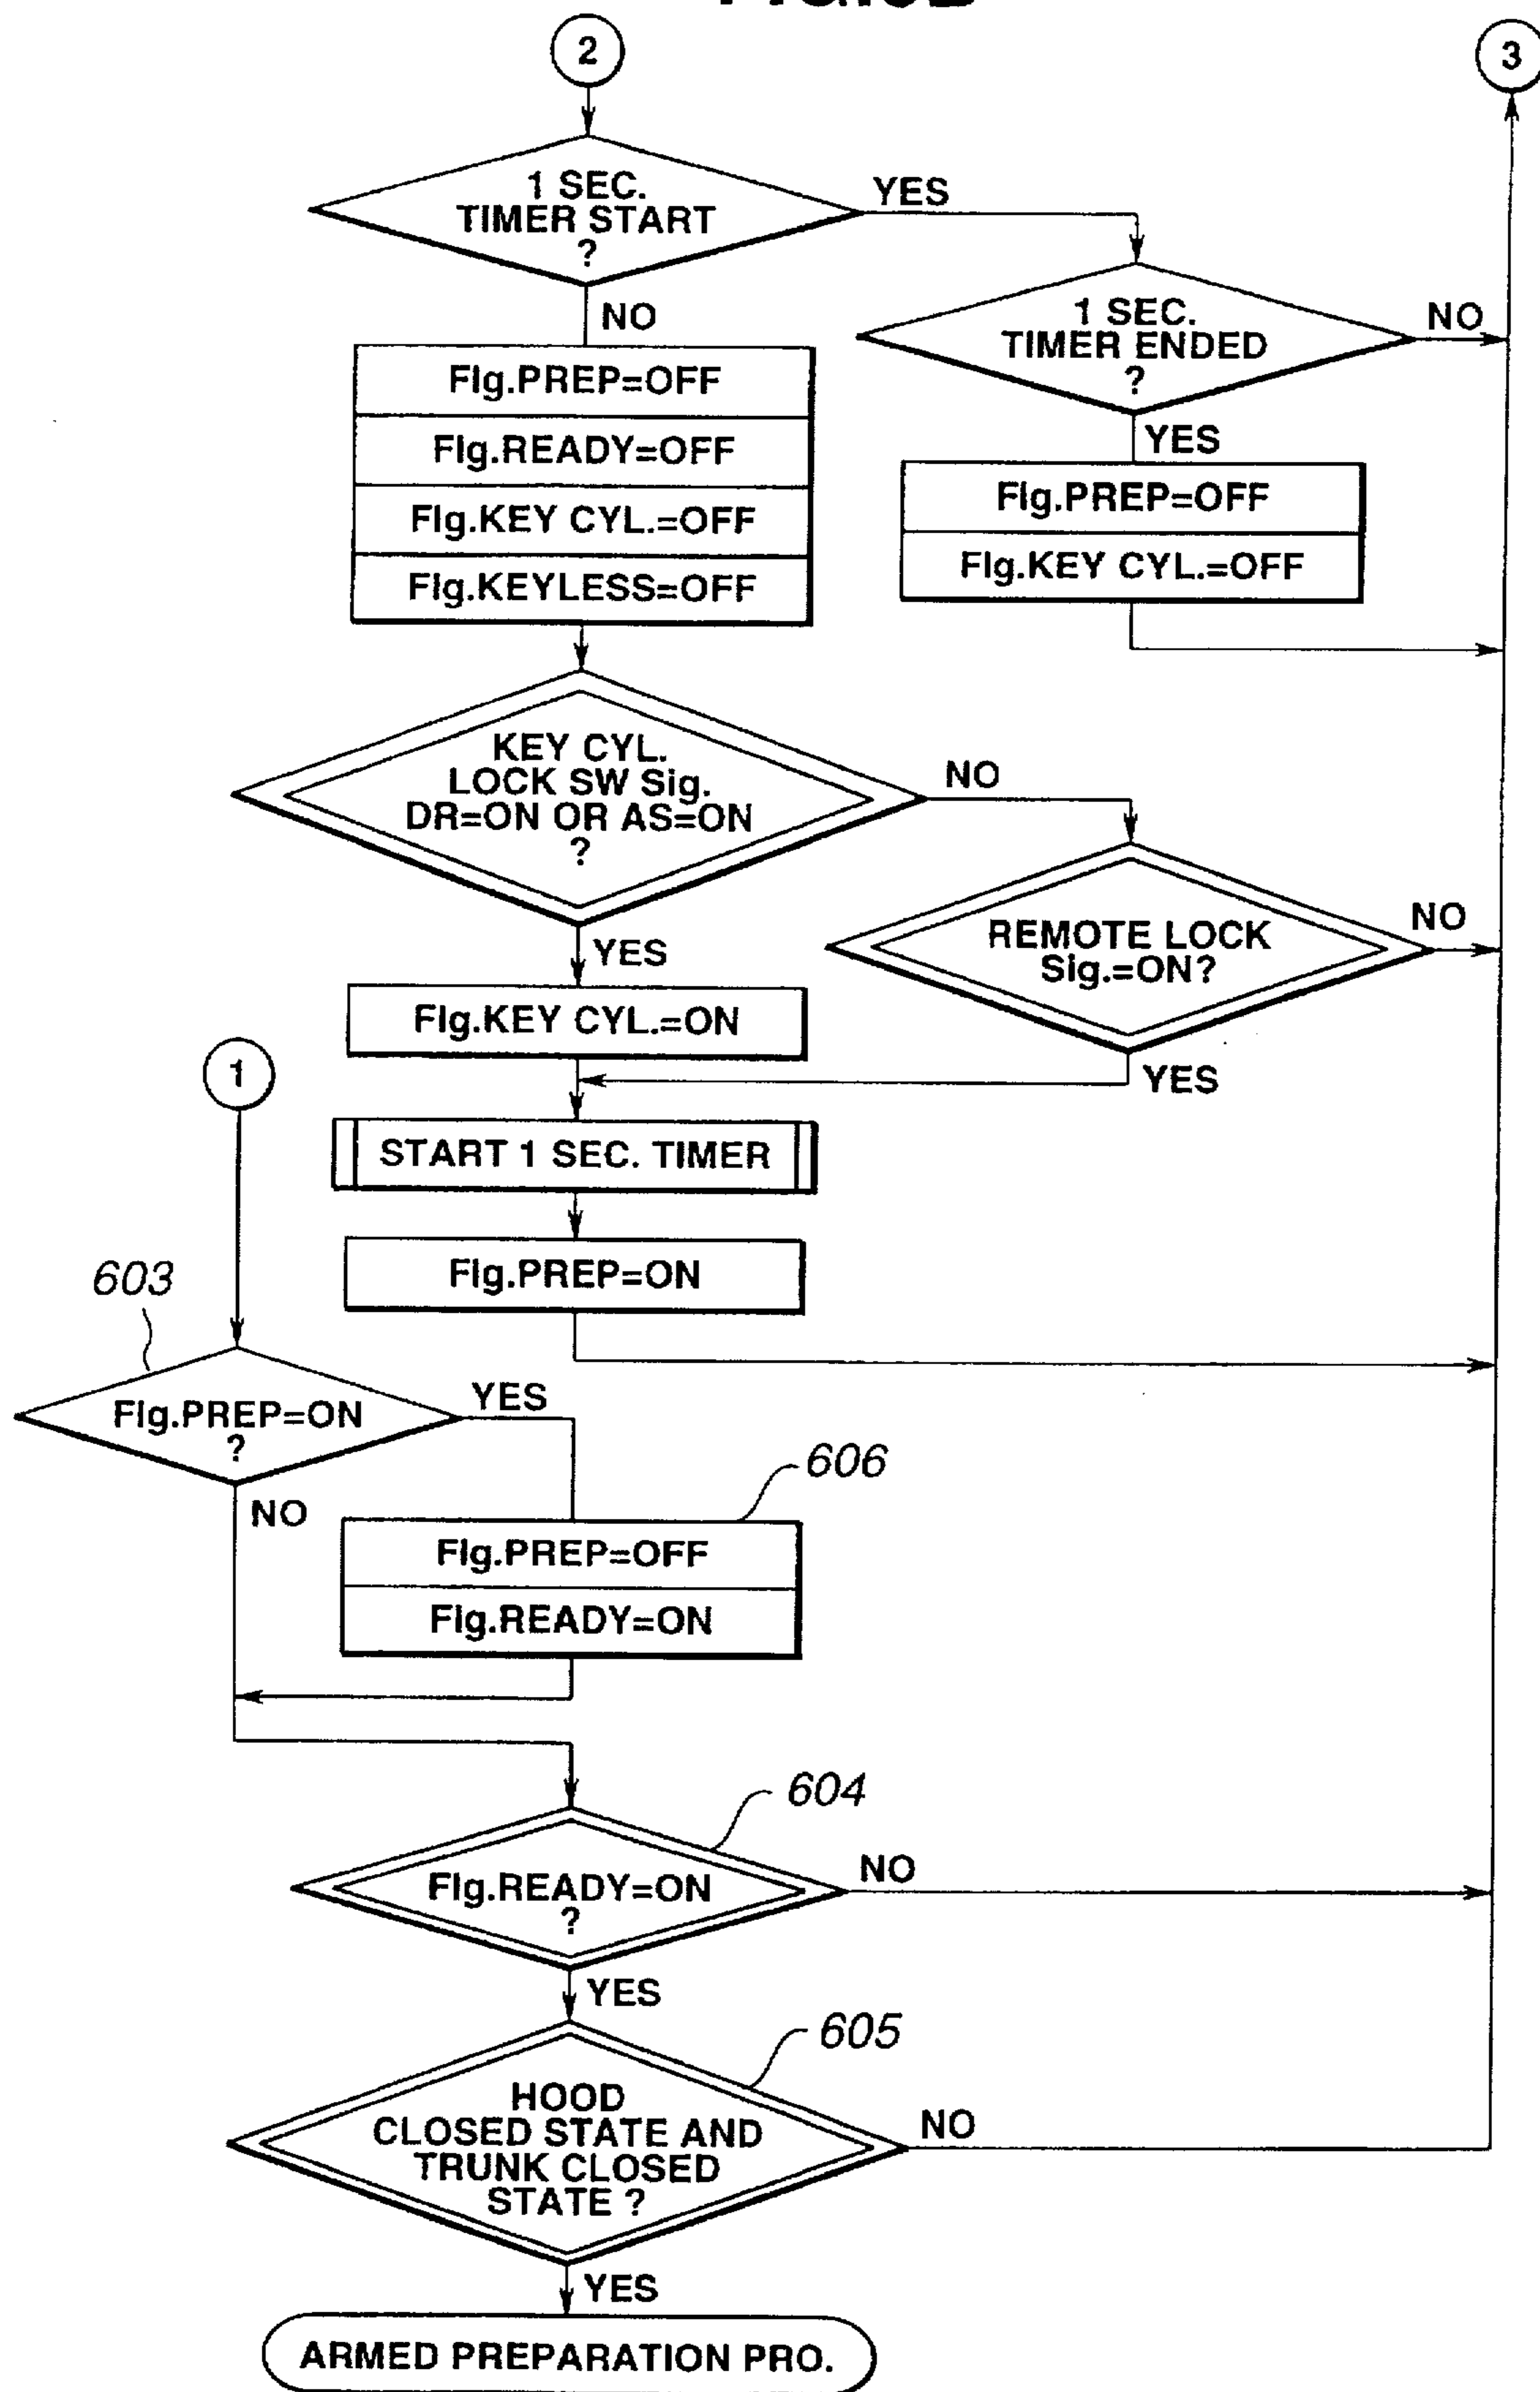 2
3
1 SEC.
TIMER START
?
YES
NO
1 SEC.
TIMER ENDED
?
NO
YES
Flg.PREP=OFF
Flg.READY=OFF
Flg.KEY CYL.=OFF
Flg.KEYLESS=OFF
Flg.PREP=OFF
Flg.KEY CYL.=OFF
KEY CYL.
LOCK SW Sig.
DR=ON OR AS=ON
?
NO
YES
REMOTE LOCK
Sig.=ON?
NO
YES
Flg.KEY CYL.=ON
1
START 1 SEC. TIMER
Flg.PREP=ON
603
Flg.PREP=ON
?
YES
NO
606
Flg.PREP=OFF
Flg.READY=ON
604
Flg.READY=ON
?
NO
YES
605
HOOD
CLOSED STATE AND
TRUNK CLOSED
STATE ?
NO
YES
ARMED PREPARATION PRO.